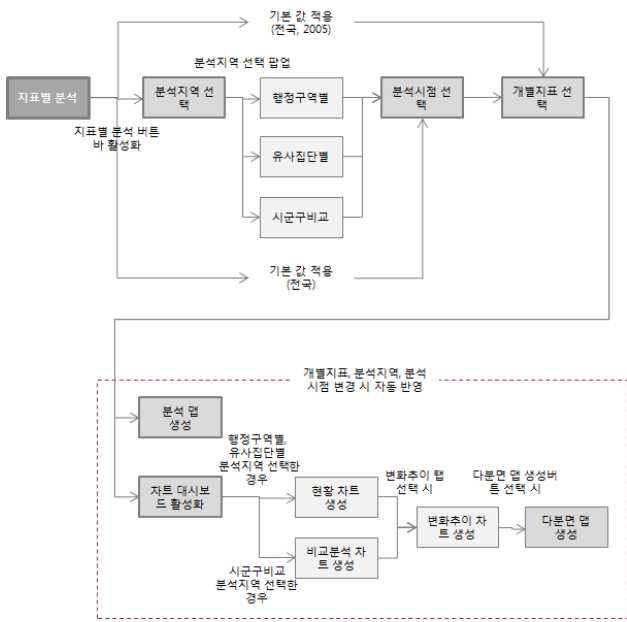 기본 값 적용
(전국, 2005)
분석지역 선택 팝업
지표별 분석
분석지역 선
택
행정구역별
분석시점 선
택
개별지표 선
택
지표별 분석 버튼
바 활성화
유사집단별
시군구비교
기본 값 적용
(전국)
개별지표, 분석지역, 분석
시점 변경 시 자동 반영
분석 맵
생성
행정구역별,
유사집단별
분석지역 선택한
경우
변화추이 탭
선택 시
다분면 맵 생성버
튼 선택 시
차트 대시보
드 활성화
현황 차트
생성
변화추이 차
트 생성
다분면 맵
생성
비교분석 차
트 생성
시군구비교
분석지역 선택한
경우